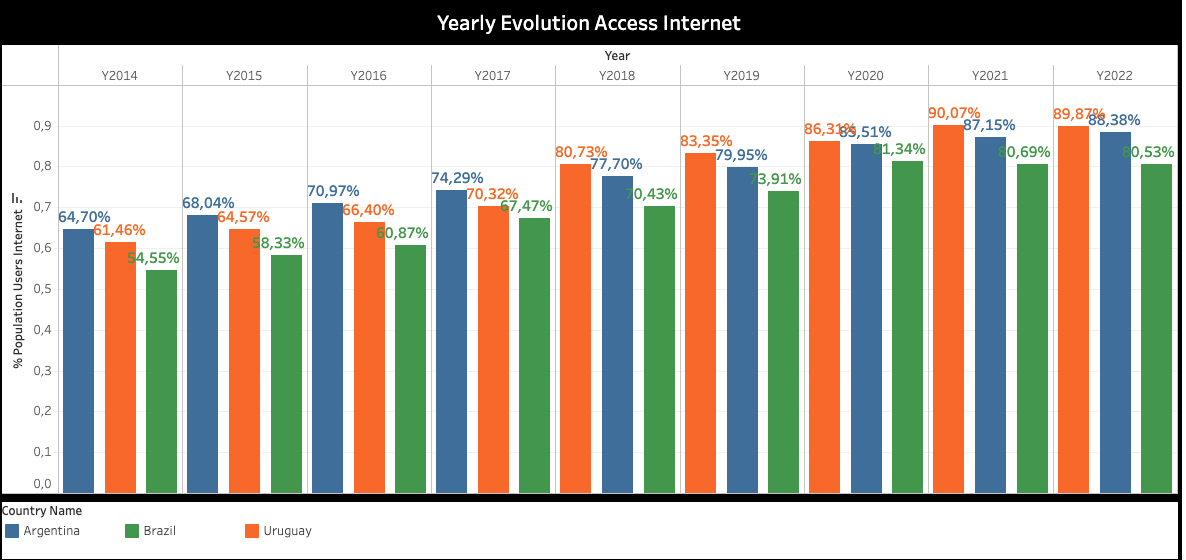 Yearly Evolution Access Internet
Year
Y2014 Y2015 Y2016 Y2017 Y2018 Y2019 Y2020 Y2021 Y2022
% Population Users Internet
0,9
0,8
0,7
0,6
0,5
0,4
0,3
0,2
0,1
0,0
64,70% 61,46% 54,55%
68,04% 64,57% 58,33%
70,97% 66,40% 60,87%
74,29% 70,32% 67,47%
80,73% 77,70% 70,43%
83,35% 79,95% 73,91%
86,31% 85,51% 81,34%
90,07% 87,15% 80,69%
89,87% 88,38% 80,53%
Country Name
Argentina Brazil Uruguay